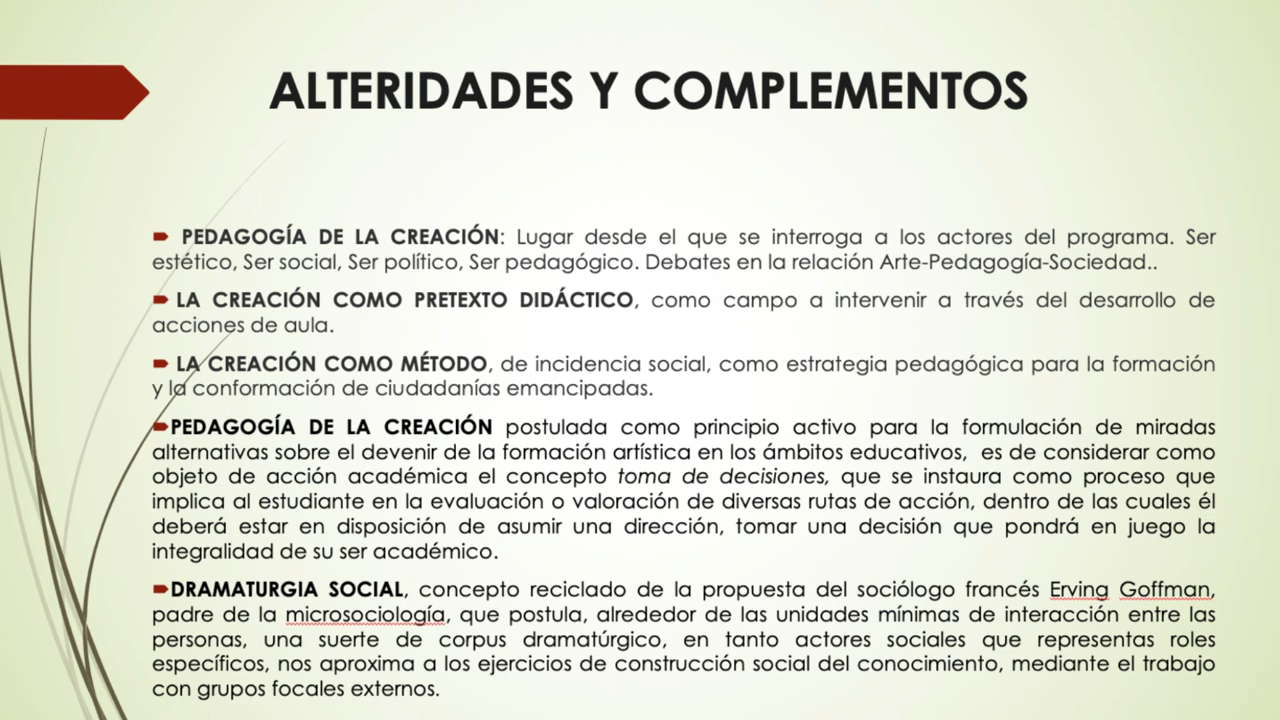 ALTERIDADES Y COMPLEMENTOS
PEDAGOGÍA DE LA CREACIÓN: Lugar desde el que se interroga a los actores del programa. Ser
estético, Ser social, Ser político, Ser pedagógico. Debates en la relación Arte-Pedagogía-Sociedad..
LA CREACIÓN COMO PRETEXTO DIDÁCTICO, como campo a intervenir a través del desarrollo de
acciones de aula.
LA CREACIÓN COMO MÉTODO, de incidencia social, como estrategia pedagógica para la formación
y la conformación de ciudadanías emancipadas.
PEDAGOGÍA DE LA CREACIÓN postulada como principio activo para la formulación de miradas
alternativas sobre el devenir de la formación artística en los ámbitos educativos, es de considerar como
objeto de acción académica el concepto toma de decisiones, que se instaura como proceso que
implica al estudiante en la evaluación o valoración de diversas rutas de acción, dentro de las cuales él
deberá estar en disposición de asumir una dirección, tomar una decisión que pondrá en juego la
integralidad de su ser académico.
DRAMATURGIA SOCIAL, concepto reciclado de la propuesta del sociólogo francés Erving Goffman,
padre de la microsciología, que postula, alrededor de las unidades mínimas de interacción entre las
personas, una suerte de corpus dramatúrgico, en tanto actores sociales que representas roles
específicos, nos aproxima a los ejercicios de construcción social del conocimiento, mediante el trabajo
con grupos focales externos.